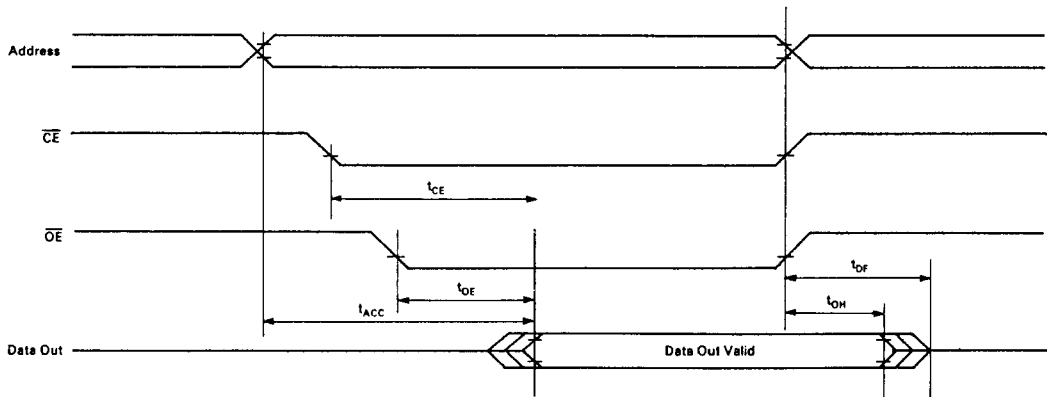 Address
CE
tCE
OE
tDF
tOE
tOH
tACC
Data Out
Data Out Valid